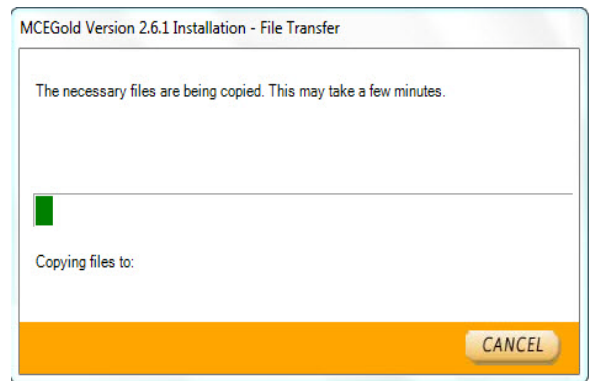 MCEGold Version 2.6.1 Installation - File Transfer
The necessary files are being copied. This may take a few minutes.
Copying files to:
CANCEL